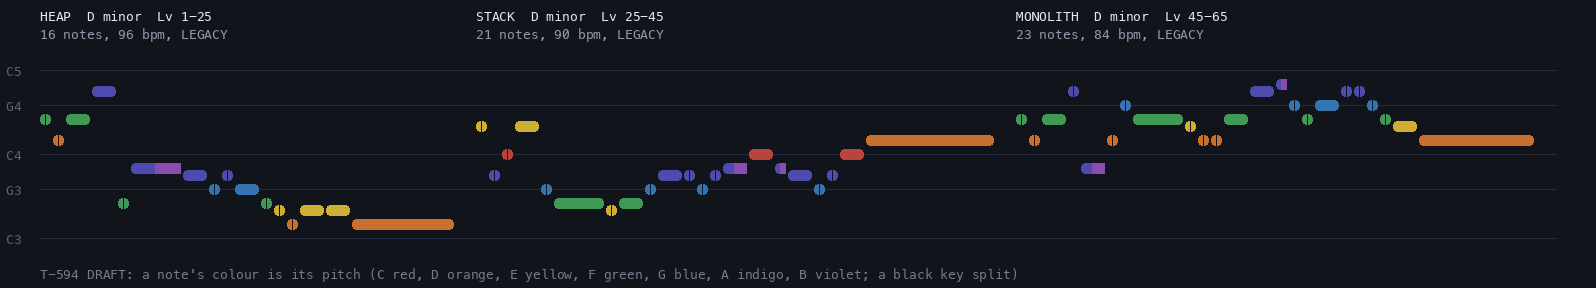 HEAP  D minor  Lv 1−25
16 notes, 96 bpm, LEGACY
STACK  D minor  Lv 25−45
21 notes, 90 bpm, LEGACY
MONOLITH  D minor  Lv 45−65
23 notes, 84 bpm, LEGACY
C5
G4
C4
G3
C3
T−594 DRAFT: a note's colour is its pitch (C red, D orange, E yellow, F green, G blue, A indigo, B violet; a black key split)